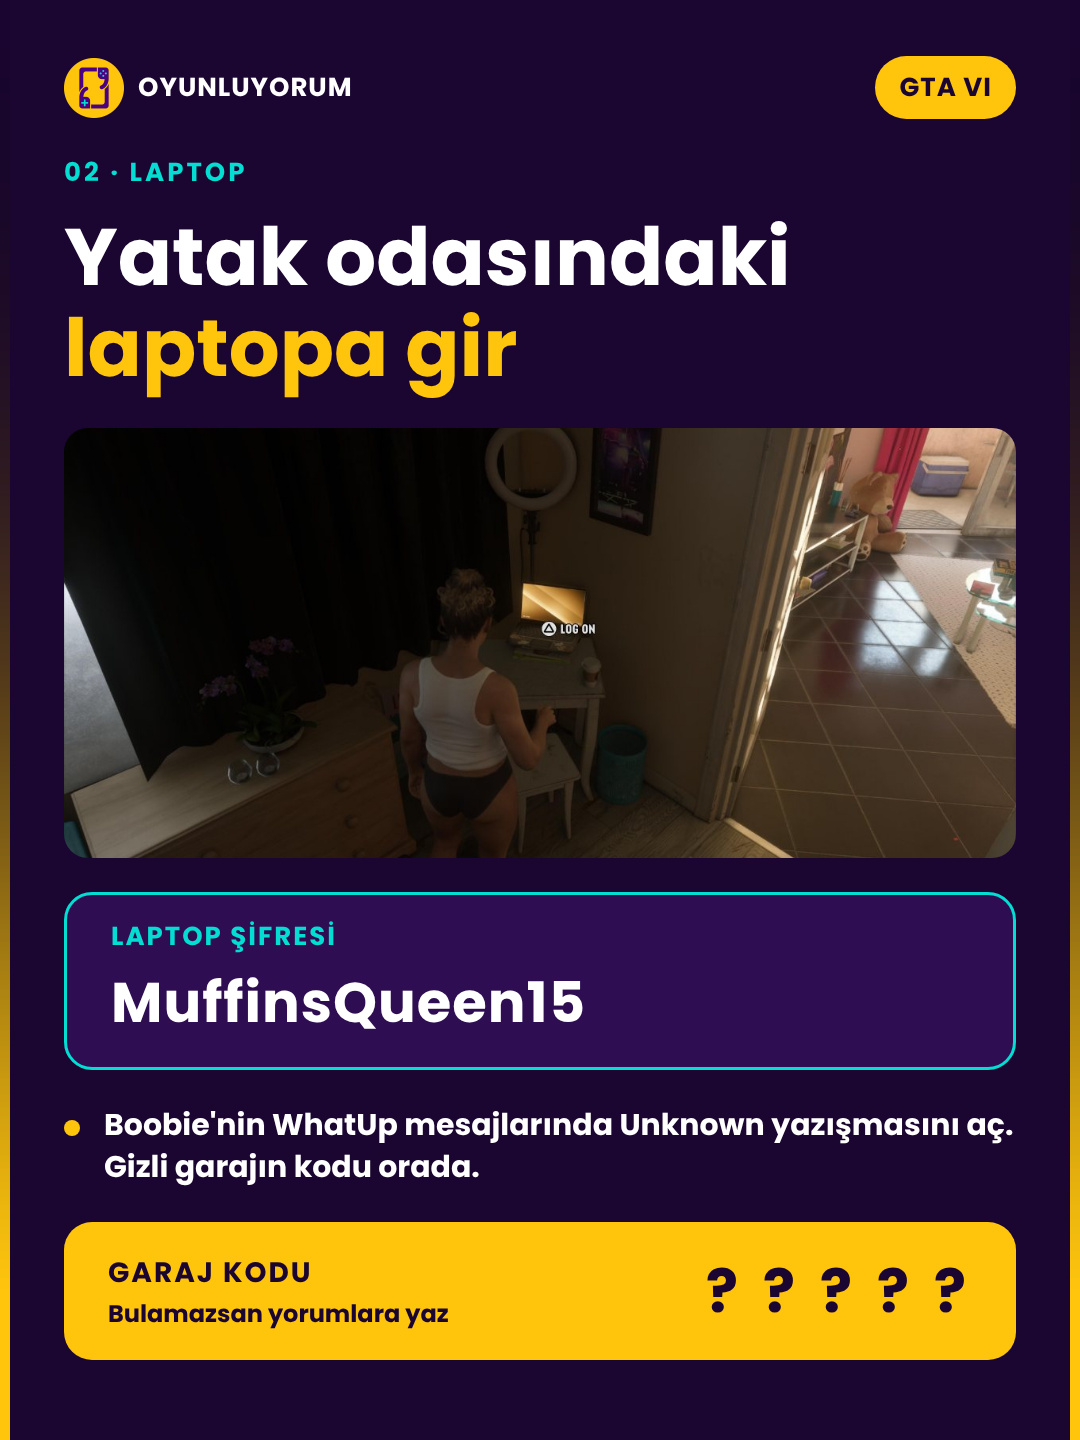 OYUNLUYORUM
GTA VI
02 · LAPTOP
Yatak odasındaki
laptopa gir
LOG ON
LAPTOP ŞİFRESİ
MuffinsQueen15
Boobie'nin WhatUp mesajlarında Unknown yazışmasını aç.
Gizli garajın kodu orada.
GARAJ KODU
Bulamazsan yorumlara yaz
? ? ? ? ?